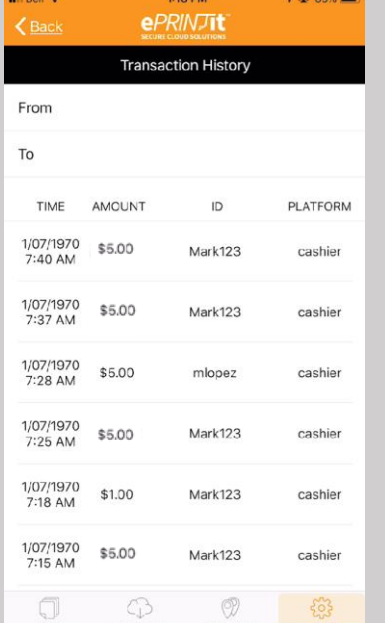 Back
ePRINTit™
SECURE CLOUD SOLUTIONS
Transaction History
From
To
TIME AMOUNT ID PLATFORM
1/07/1970 7:40 AM $5.00 Mark123 cashier
1/07/1970 7:37 AM $5.00 Mark123 cashier
1/07/1970 7:28 AM $5.00 mlopez cashier
1/07/1970 7:25 AM $5.00 Mark123 cashier
1/07/1970 7:18 AM $1.00 Mark123 cashier
1/07/1970 7:15 AM $5.00 Mark123 cashier